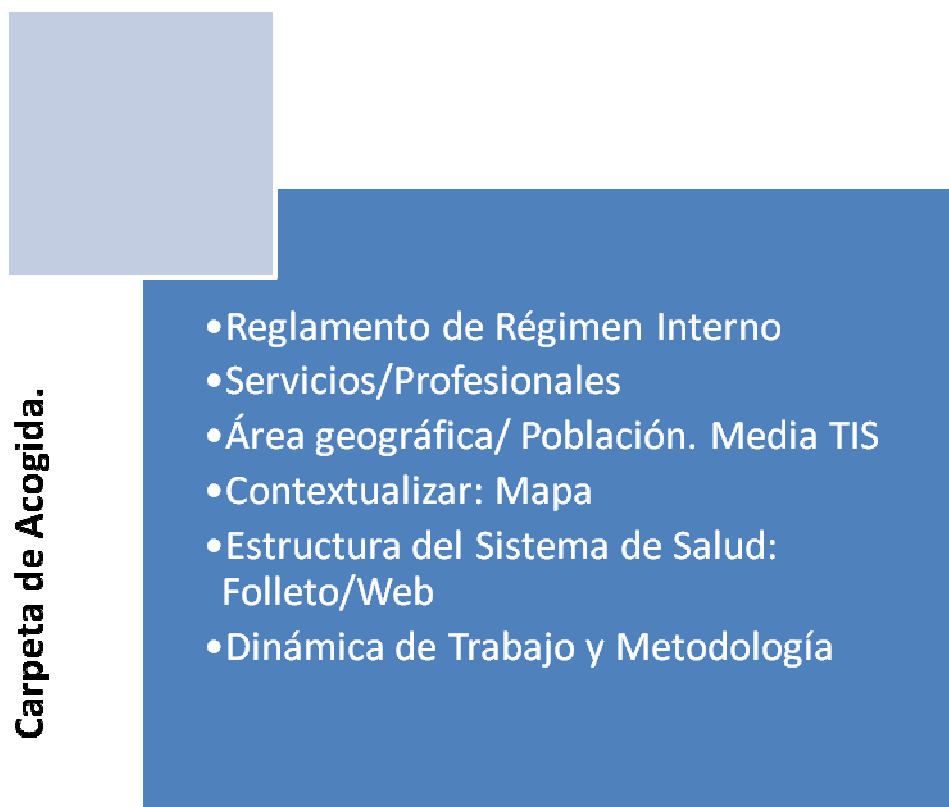 Carpeta de Acogida.
•Reglamento de Régimen Interno
•Servicios/Profesionales
•Área geográfica/ Población. Media TIS
•Contextualizar: Mapa
•Estructura del Sistema de Salud:
Folleto/Web
•Dinámica de Trabajo y Metodología